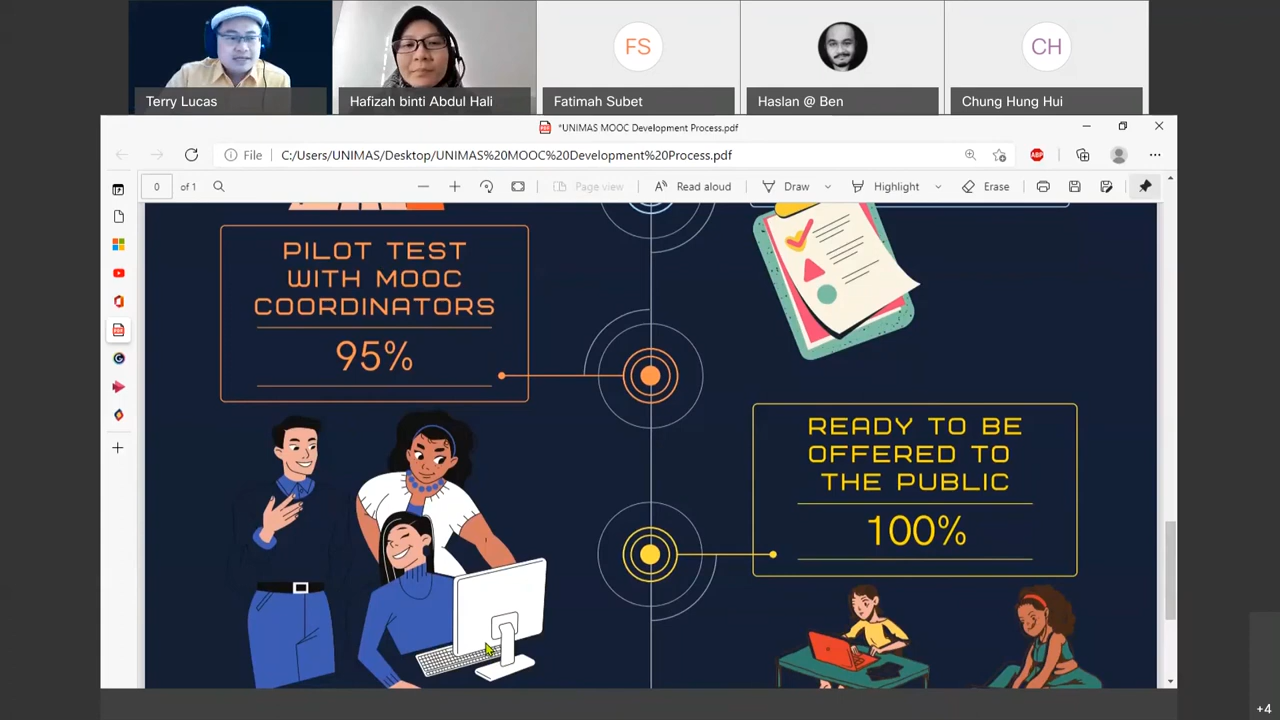 FS
CH
Terry Lucas
Hafizah binti Abdul Hali
Fatimah Subet
Haslan @ Ben
Chung Hung Hui
*UNIMAS MOOC Development Process.pdf
File
C:/Users/UNIMAS/Desktop/UNIMAS%20MOOC%20Development%20Process.pdf
ABP
0 of 1
Page view
Read aloud
Draw
Highlight
Erase
PILOT TEST
WITH MOOC
COORDINATORS
95%
READY TO BE
OFFERED TO
THE PUBLIC
100%
+4